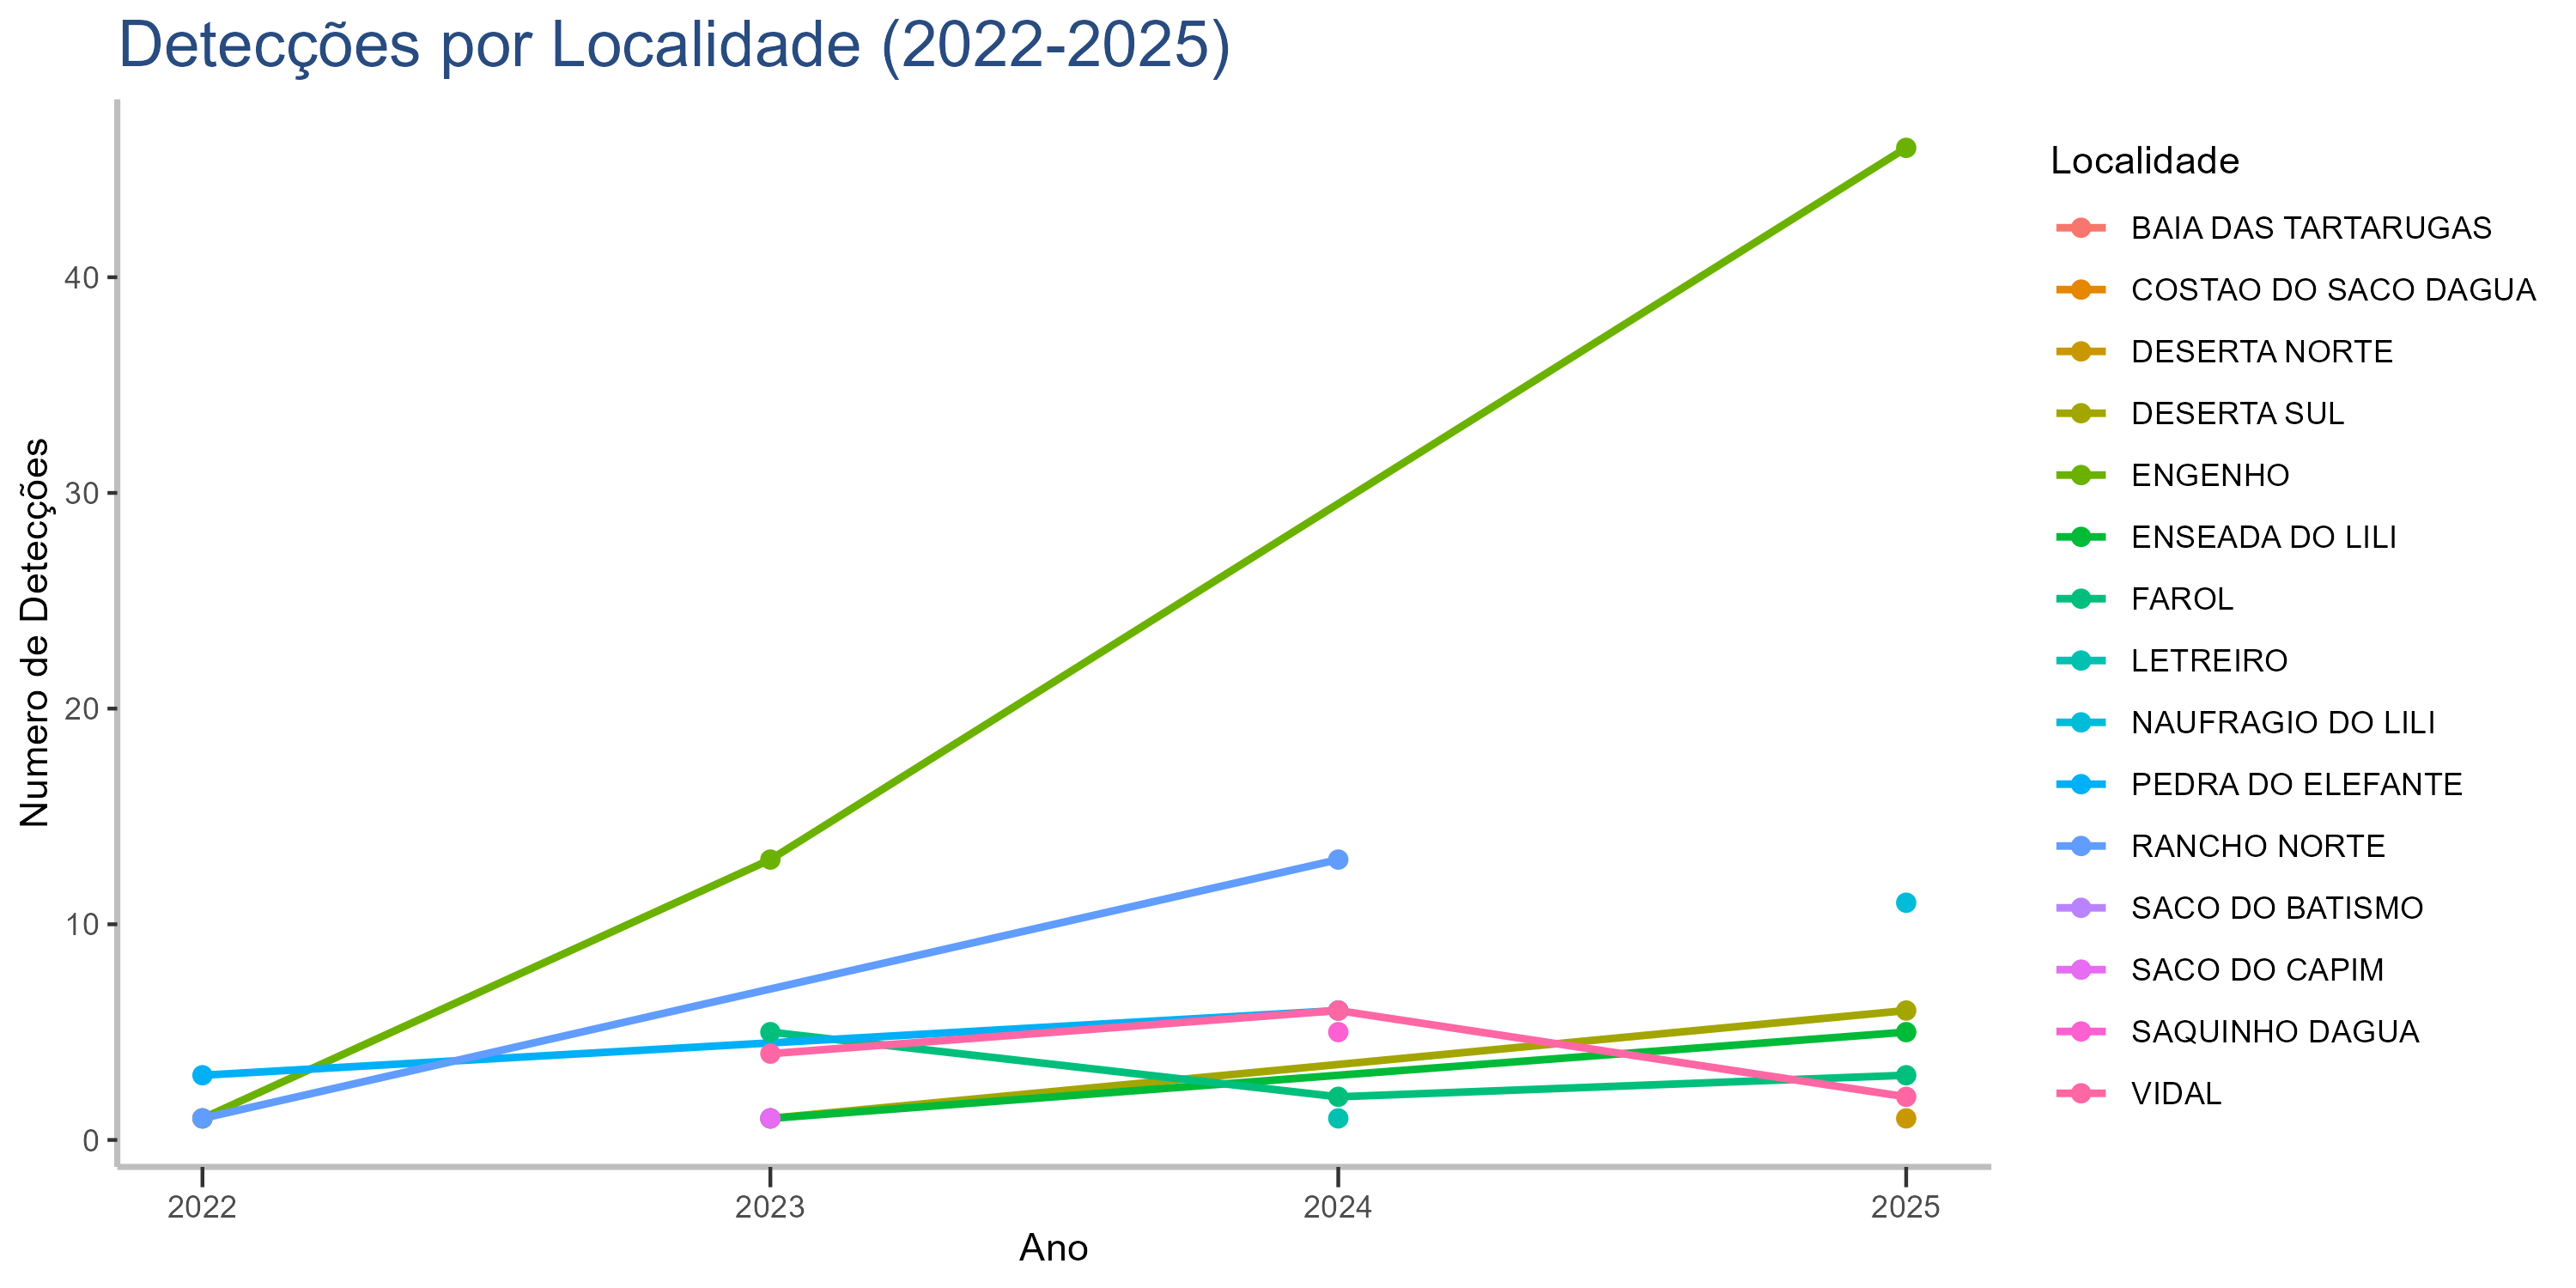 Detecções por Localidade (2022-2025)
Numero de Detecções
40
30
20
10
0
2022
2023
2024
2025
Ano
Localidade
BAIA DAS TARTARUGAS
COSTAO DO SACO DAGUA
DESERTA NORTE
DESERTA SUL
ENGENHO
ENSEADA DO LILI
FAROL
LETREIRO
NAUFRAGIO DO LILI
PEDRA DO ELEFANTE
RANCHO NORTE
SACO DO BATISMO
SACO DO CAPIM
SAQUINHO DAGUA
VIDAL